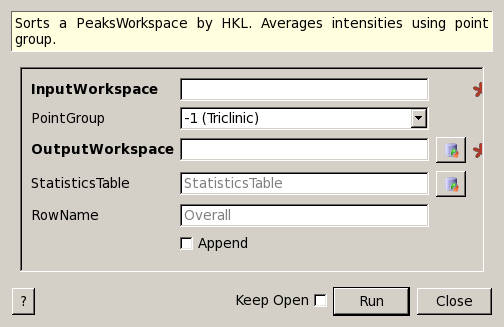 Sorts a PeaksWorkspace by HKL. Averages intensities using point
group.
InputWorkspace
PointGroup -1 (Triclinic)
OutputWorkspace
StatisticsTable StatisticsTable
RowName Overall
Append
? Keep Open Run Close